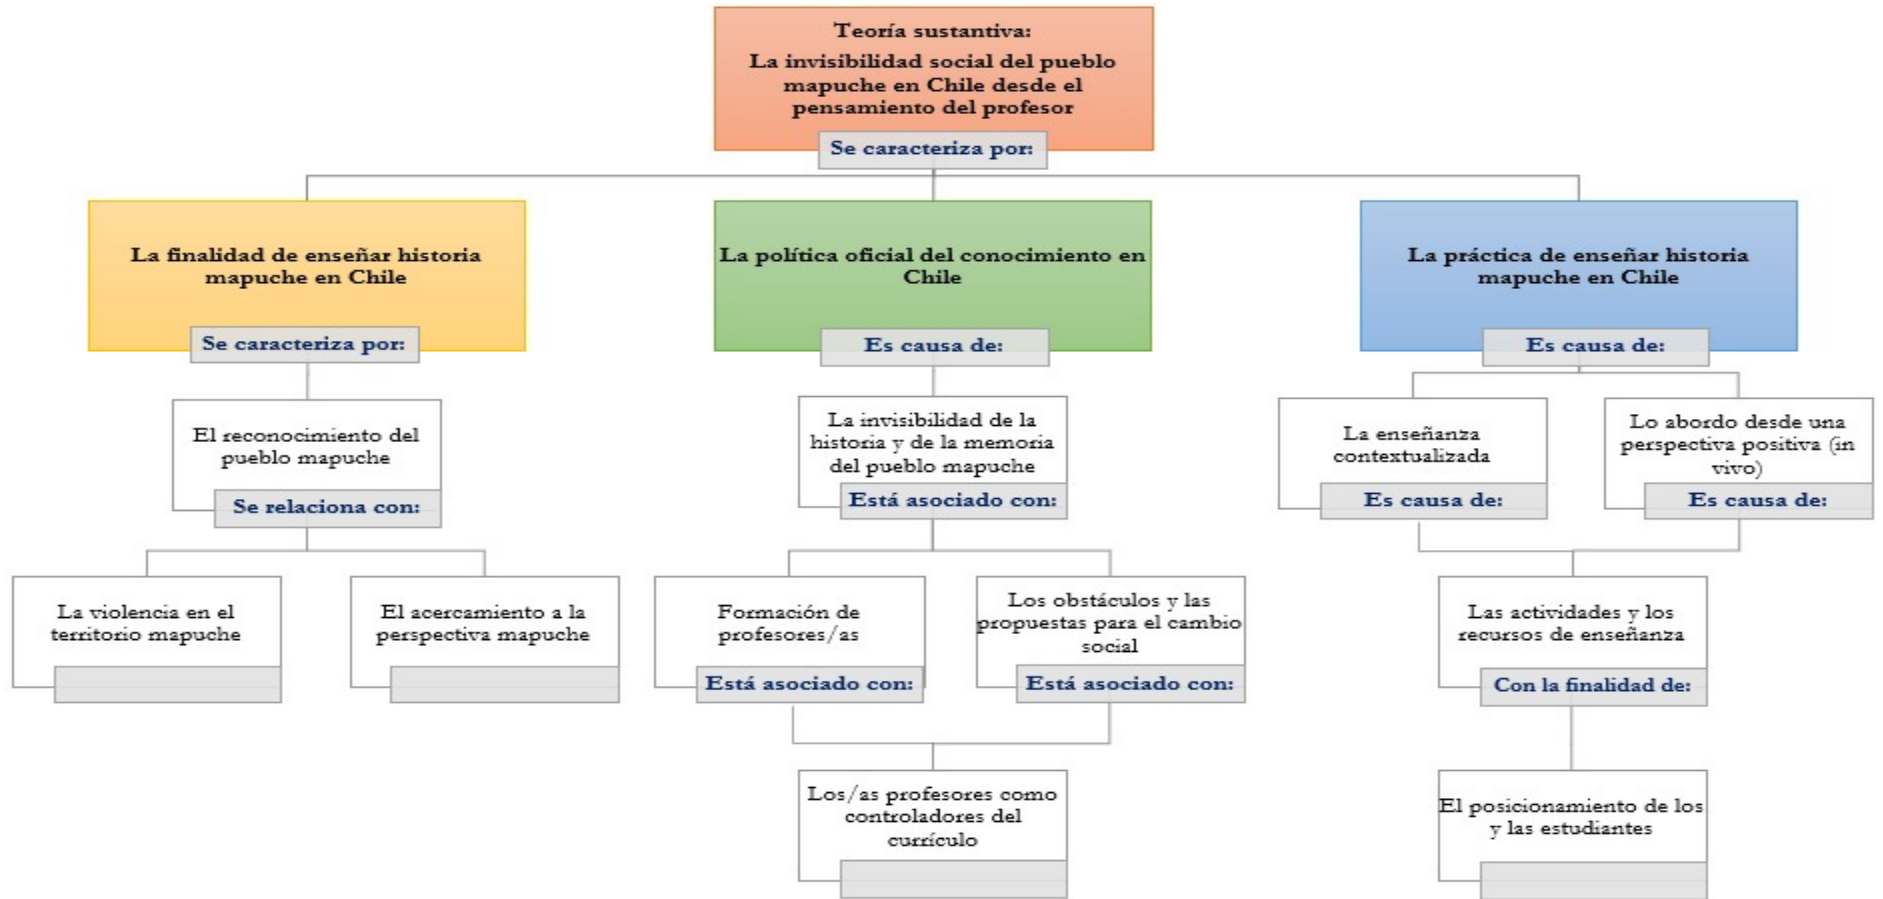 Teoría sustantiva:
La invisibilidad social del pueblo
mapuche en Chile desde el
pensamiento del profesor
Se caracteriza por:
La finalidad de enseñar historia
mapuche en Chile
Se caracteriza por:
La política oficial del conocimiento en
Chile
Es causa de:
La práctica de enseñar historia
mapuche en Chile
Es causa de:
El reconocimiento del
pueblo mapuche
Se relaciona con:
La invisibilidad de la
historia y de la memoria
del pueblo mapuche
Está asociado con:
La enseñanza
contextualizada
Es causa de:
Lo abordo desde una
perspectiva positiva (in
vivo)
Es causa de:
La violencia en el
territorio mapuche
El acercamiento a la
perspectiva mapuche
Formación de
profesores/as
Está asociado con:
Los obstáculos y las
propuestas para el cambio
social
Está asociado con:
Las actividades y los
recursos de enseñanza
Con la finalidad de:
Los/as profesores como
controladores del
currículo
El posicionamiento de los
y las estudiantes